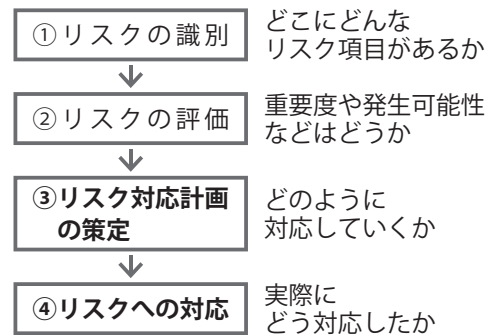 ①リスクの識別
どこにどんな
リスク項目があるか
②リスクの評価
重要度や発生可能性
などはどうか
③リスク対応計画
の策定
どのように
対応していくか
④リスクへの対応
実際に
どう対応したか